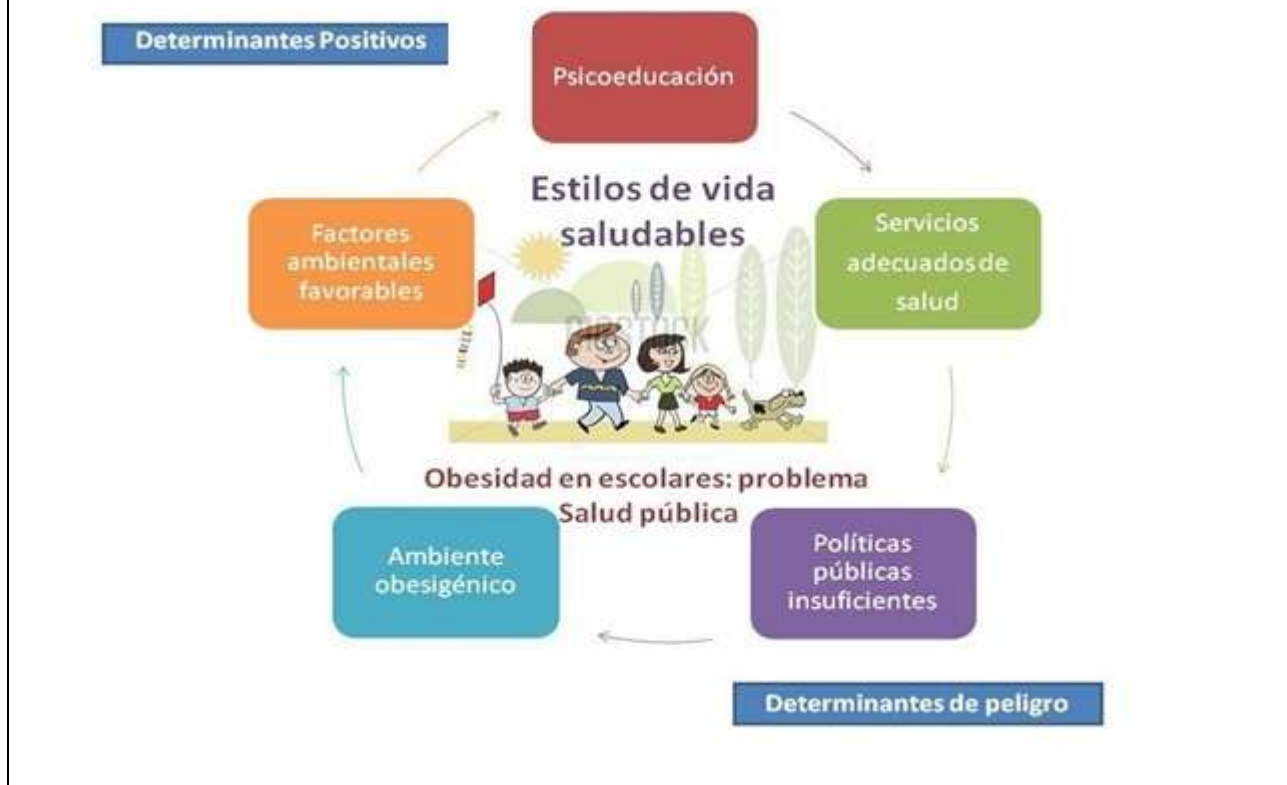 Determinantes Positivos
Psicoeducación
Estilos de vida
saludables
Factores
ambientales
favorables
Servicios
adecuados de
salud
Obesidad en escolares: problema
Salud pública
Ambiente
obesigénico
Políticas
públicas
insuficientes
Determinantes de peligro